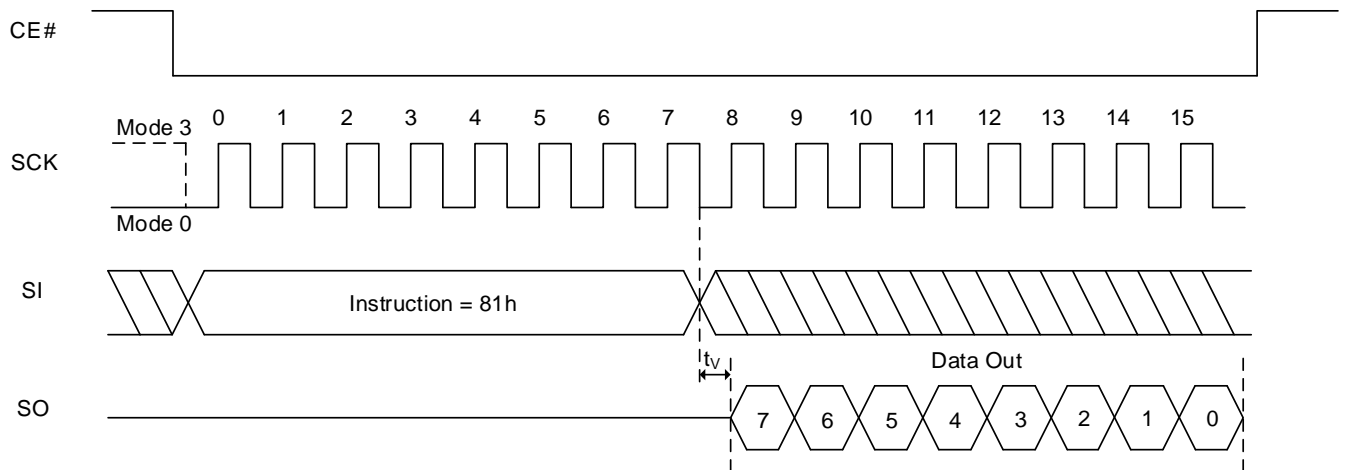 CE#
Mode 3 0 1 2 3 4 5 6 7 8 9 10 11 12 13 14 15
SCK
Mode 0
SI Instruction = 81h
tV Data Out
SO 7 6 5 4 3 2 1 0